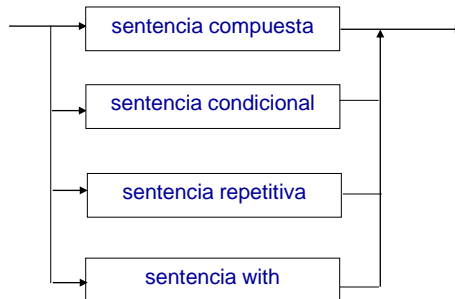 sentencia compuesta
sentencia condicional
sentencia repetitiva
sentencia with